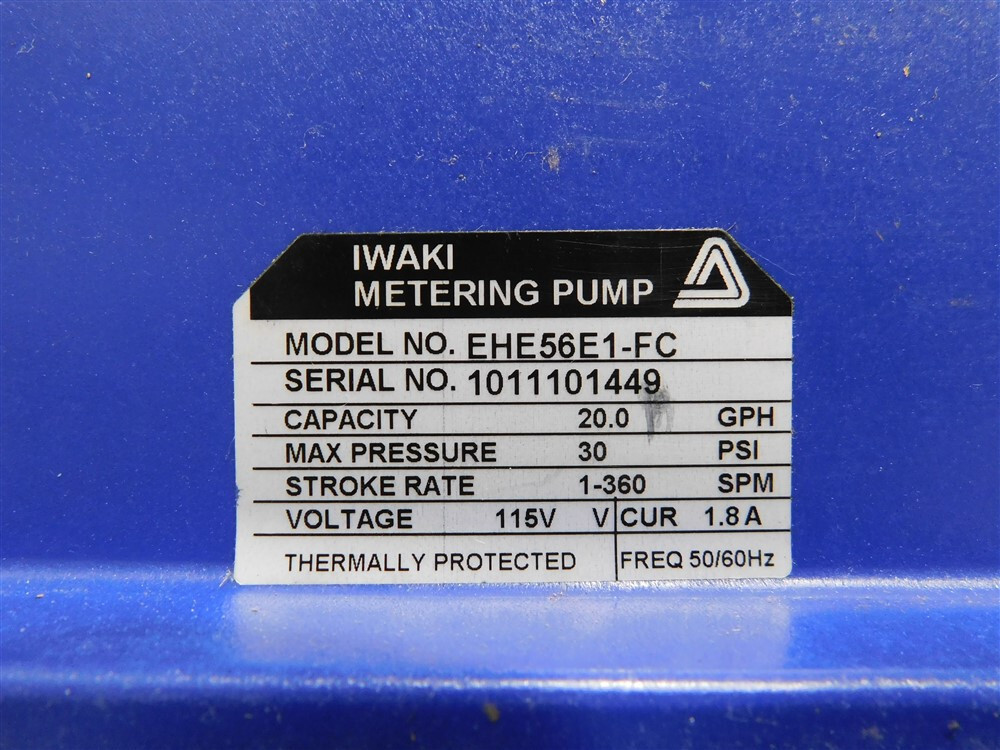 IWAKI
METERING PUMP
MODEL NO. EHE56E1-FC
SERIAL NO. 1011101449
CAPACITY 20.0 GPH
MAX PRESSURE 30 PSI
STROKE RATE 1-360 SPM
VOLTAGE 115V V CUR 1.8 A
THERMALLY PROTECTED FREQ 50/60Hz